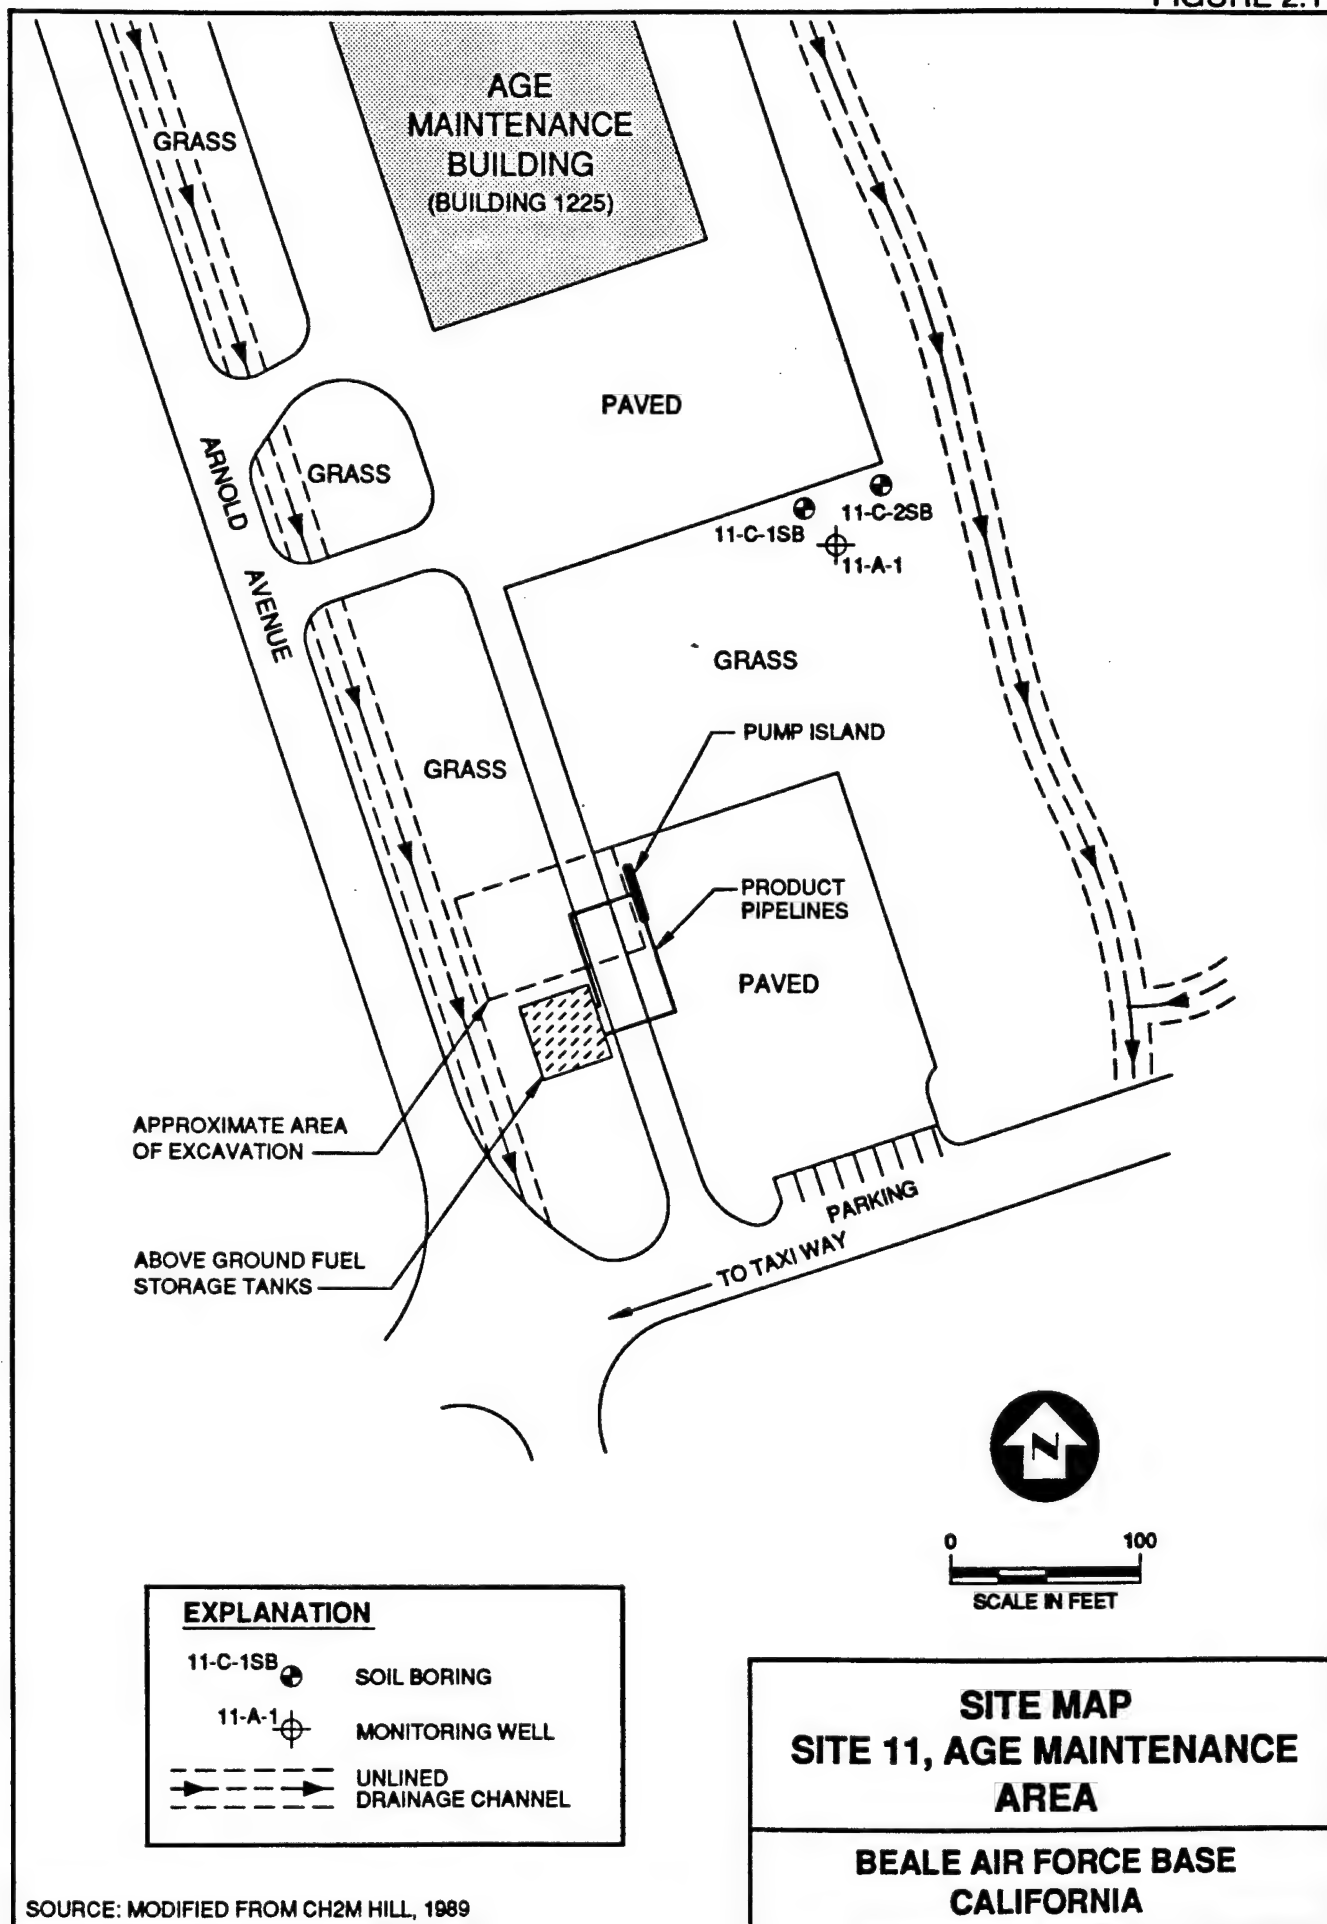 FIGURE 2.1
AGE
MAINTENANCE
BUILDING
(BUILDING 1225)
GRASS
PAVED
ARNOLD
AVENUE
GRASS
11-C-1SB
11-C-2SB
11-A-1
GRASS
PUMP ISLAND
GRASS
PRODUCT
PIPELINES
PAVED
APPROXIMATE AREA
OF EXCAVATION
PARKING
TO TAXI WAY
ABOVE GROUND FUEL
STORAGE TANKS
N
0 100
SCALE IN FEET
EXPLANATION
11-C-1SB SOIL BORING
11-A-1 MONITORING WELL
UNLINED
DRAINAGE CHANNEL
SITE MAP
SITE 11, AGE MAINTENANCE
AREA
BEALE AIR FORCE BASE
CALIFORNIA
SOURCE: MODIFIED FROM CH2M HILL, 1989